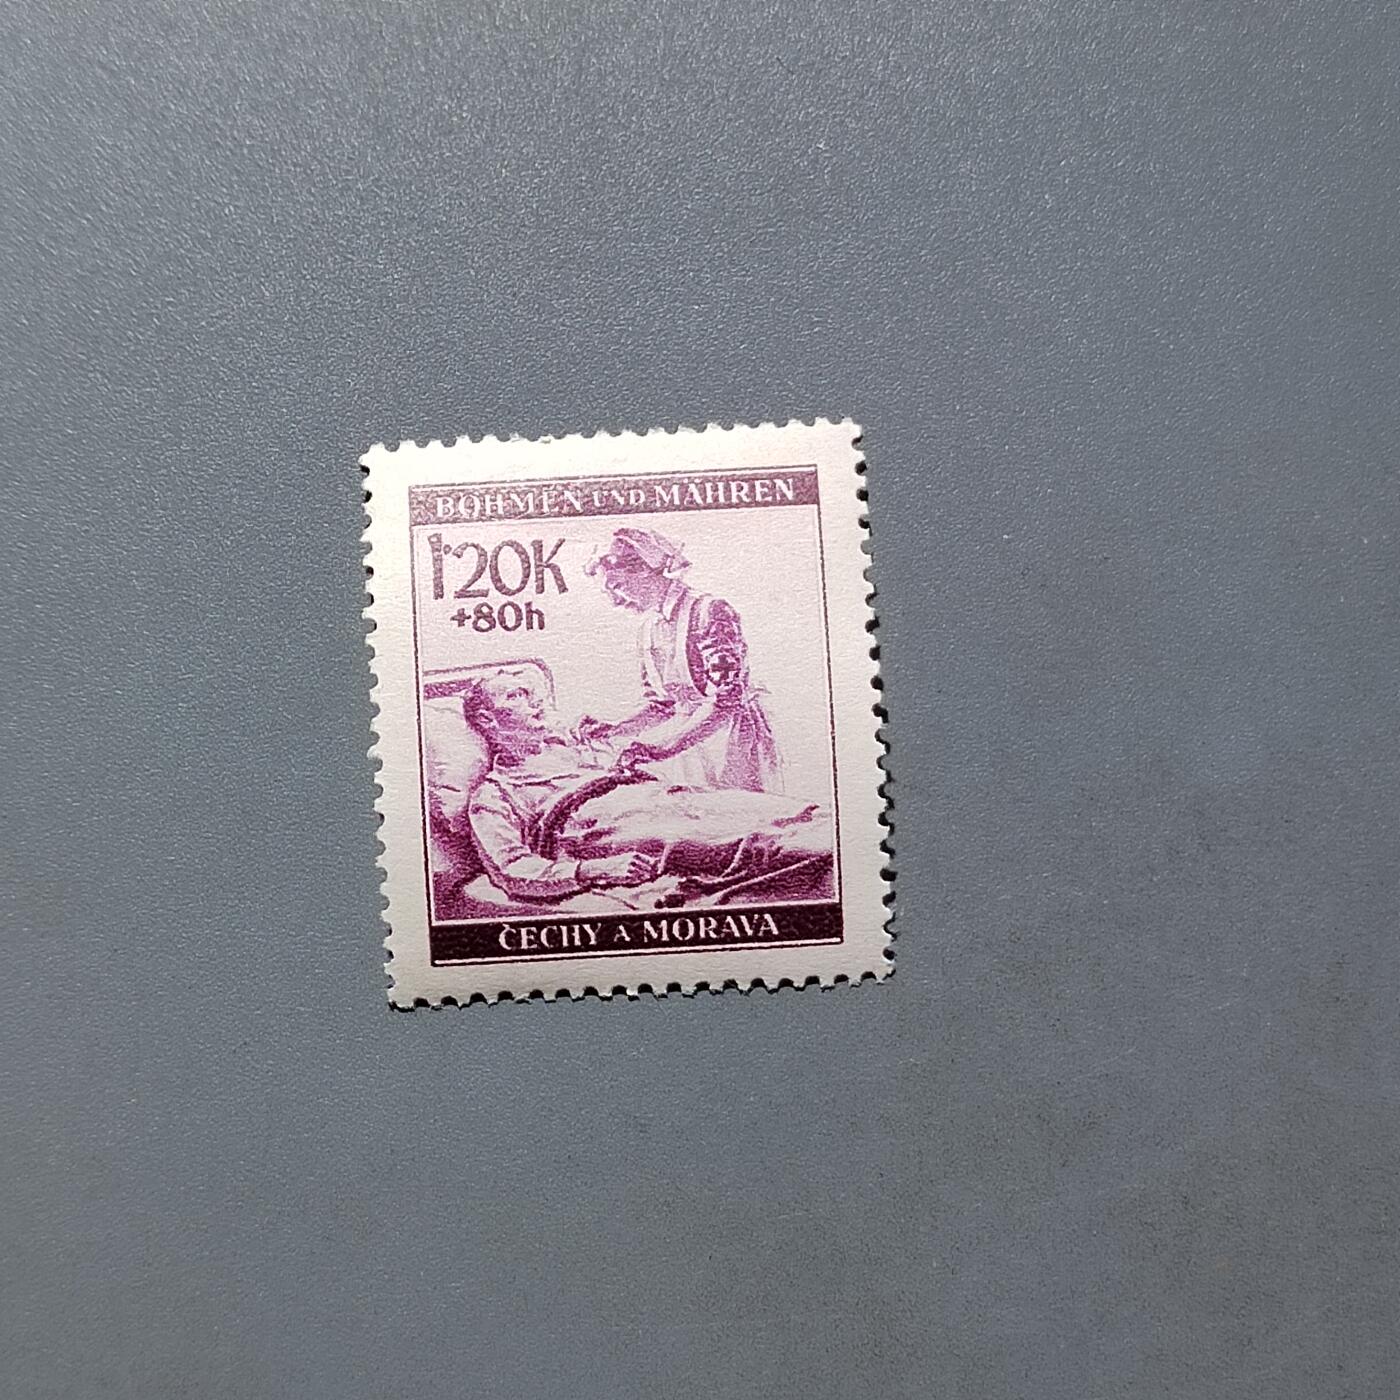 BÖHMEN UND MÄHREN
1·20K
+80h
ČECHY A MORAVA